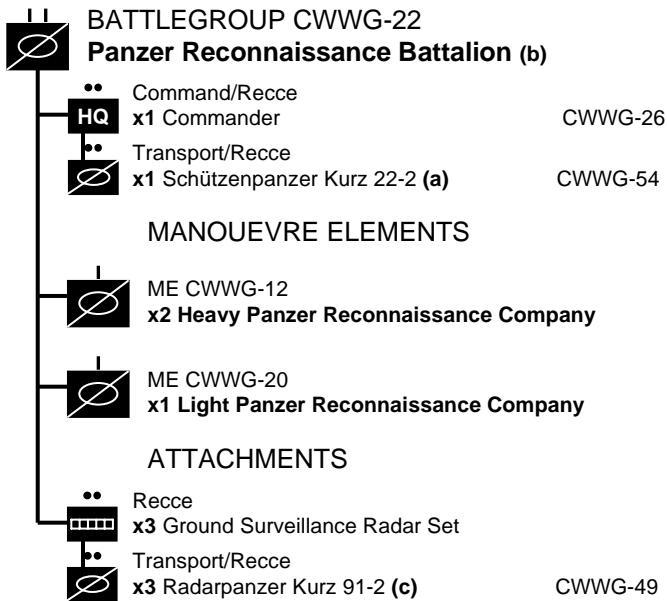 BATTLEGROUP CWWG-22
Panzer Reconnaissance Battalion (b)
Command/Recce
HQ x1 Commander CWWG-26
Transport/Recce
x1 Schützenpanzer Kurz 22-2 (a) CWWG-54
MANOUEVRE ELEMENTS
ME CWWG-12
x2 Heavy Panzer Reconnaissance Company
ME CWWG-20
x1 Light Panzer Reconnaissance Company
ATTACHMENTS
Recce
x3 Ground Surveillance Radar Set
Transport/Recce
x3 Radarpanzer Kurz 91-2 (c) CWWG-49